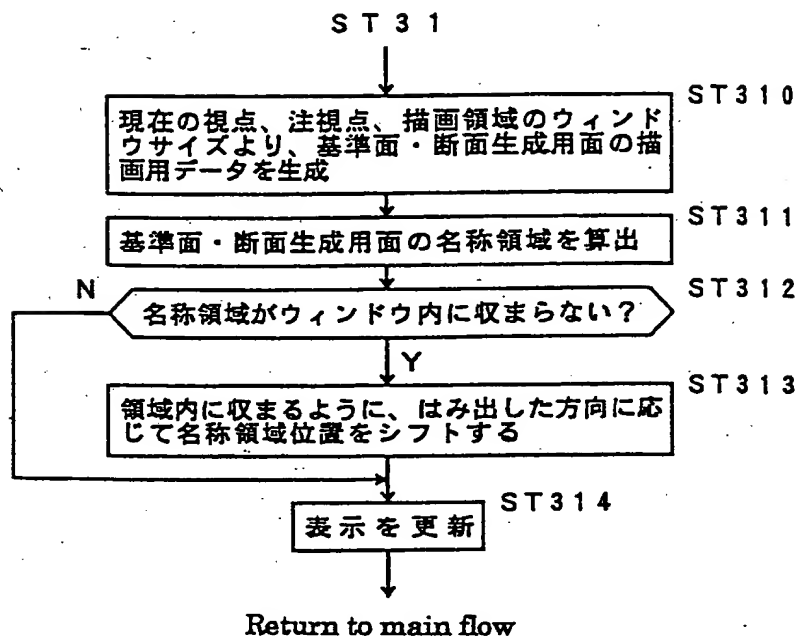 ST31
ST310
現在の視点、注視点、描画領域のウィンド
ウサイズより、基準面・断面生成用面の描
画用データを生成
ST311
基準面・断面生成用面の名称領域を算出
ST312
N
名称領域がウィンドウ内に収まらない？
Y
ST313
領域内に収まるように、はみ出した方向に応
じて名称領域位置をシフトする
ST314
表示を更新
Return to main flow